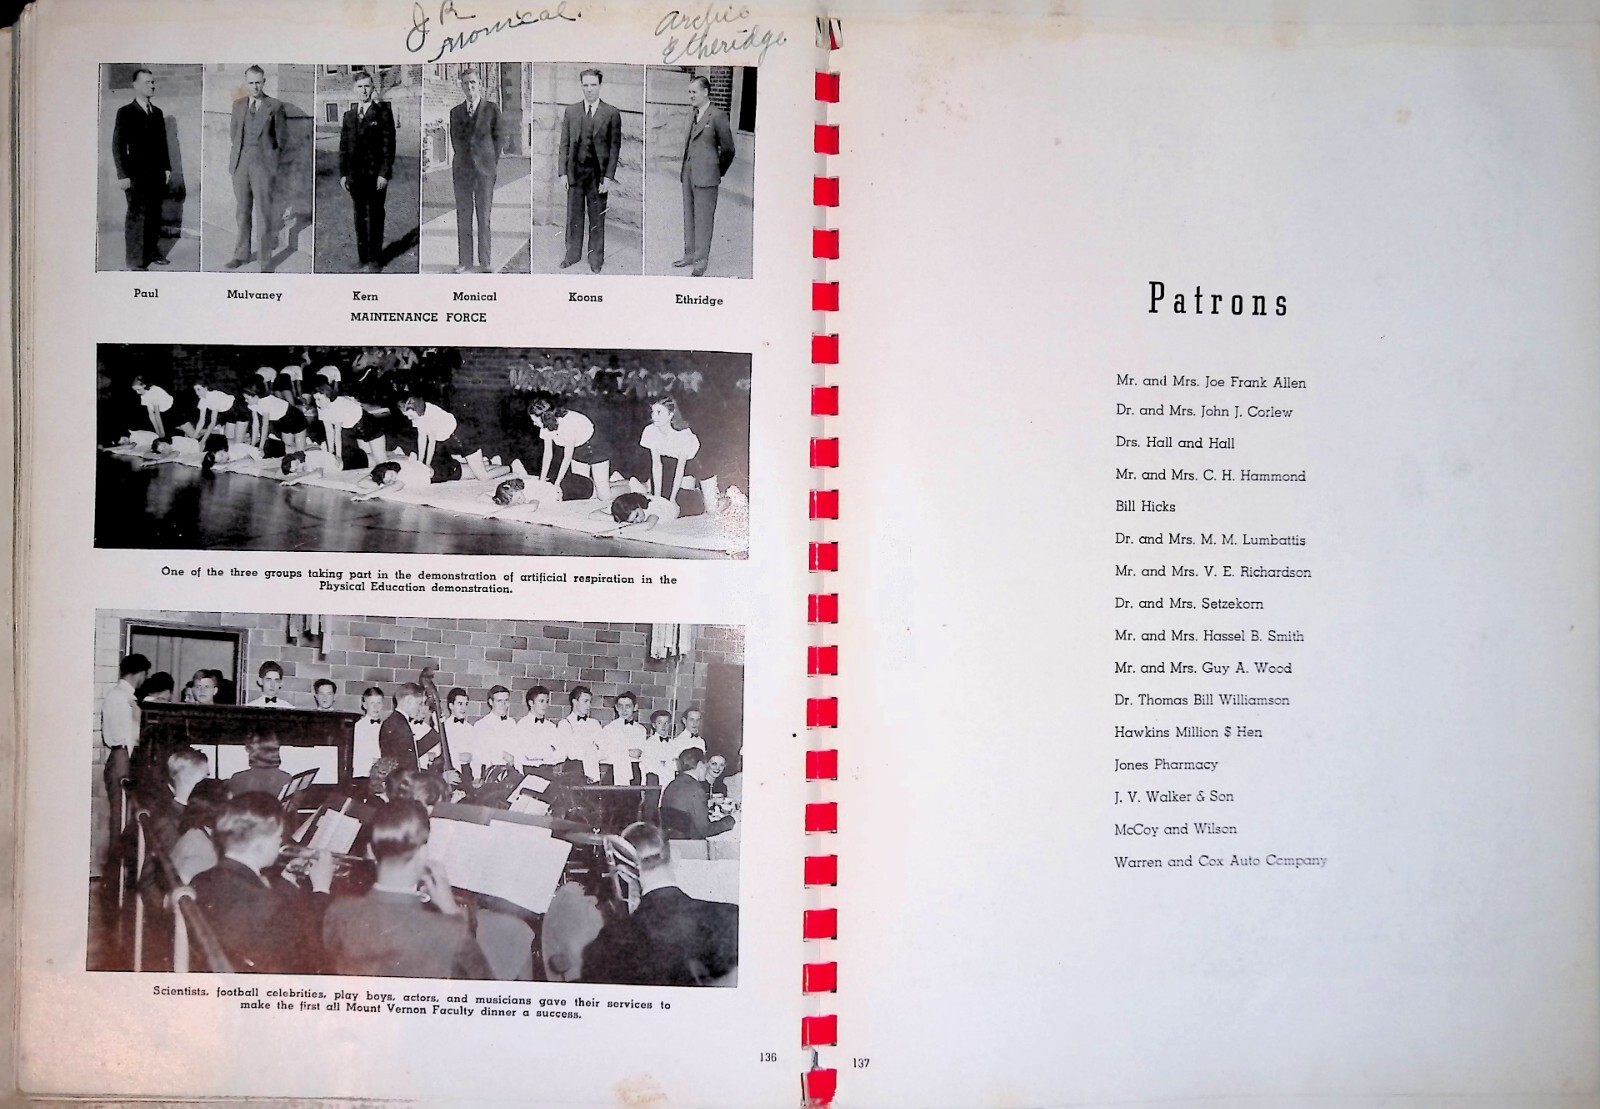 J R
Monical.
Archie
Etheridge
Paul Mulvaney Kern Monical Koons Ethridge
MAINTENANCE FORCE
One of the three groups taking part in the demonstration of artificial respiration in the
Physical Education demonstration.
Scientists, football celebrities, play boys, actors, and musicians gave their services to
make the first all Mount Vernon Faculty dinner a success.
136
Patrons
Mr. and Mrs. Joe Frank Allen
Dr. and Mrs. John J. Corlew
Drs. Hall and Hall
Mr. and Mrs. C. H. Hammond
Bill Hicks
Dr. and Mrs. M. M. Lumbattis
Mr. and Mrs. V. E. Richardson
Dr. and Mrs. Setzekorn
Mr. and Mrs. Hassel B. Smith
Mr. and Mrs. Guy A. Wood
Dr. Thomas Bill Williamson
Hawkins Million $ Hen
Jones Pharmacy
J. V. Walker & Son
McCoy and Wilson
Warren and Cox Auto Company
137